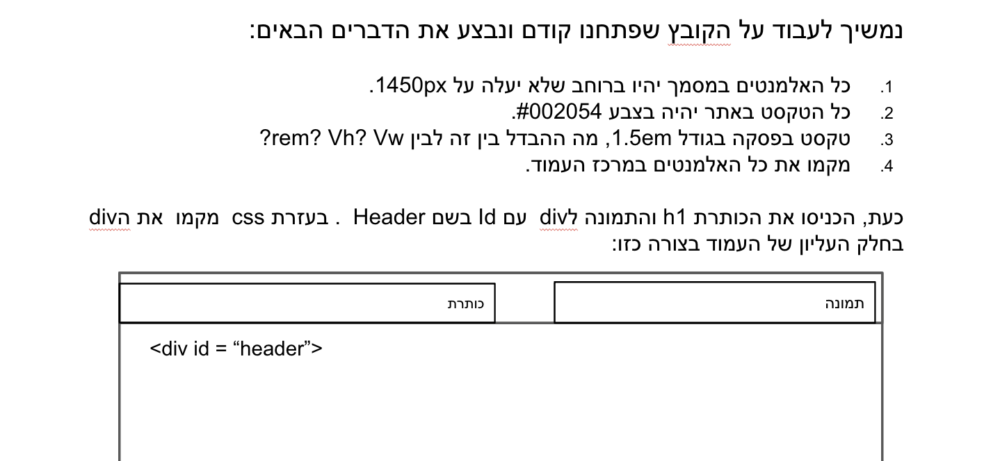 נמשיך לעבוד על הקובץ שפתחנו קודם ונבצע את הדברים הבאים:
1. כל האלמנטים במסמך יהיו ברוחב שלא יעלה על 1450px.
2. כל הטקסט באתר יהיה בצבע #002054.
3. טקסט בפסקה בגודל 1.5em, מה ההבדל בין זה לבין rem? Vh? Vw?
4. מקמו את כל האלמנטים במרכז העמוד.
כעת, הכניסו את הכותרת h1 והתמונה לdiv עם Id בשם Header . בעזרת css מקמו את הdiv
בחלק העליון של העמוד בצורה כזו:
תמונה
כותרת
<div id = “header”>